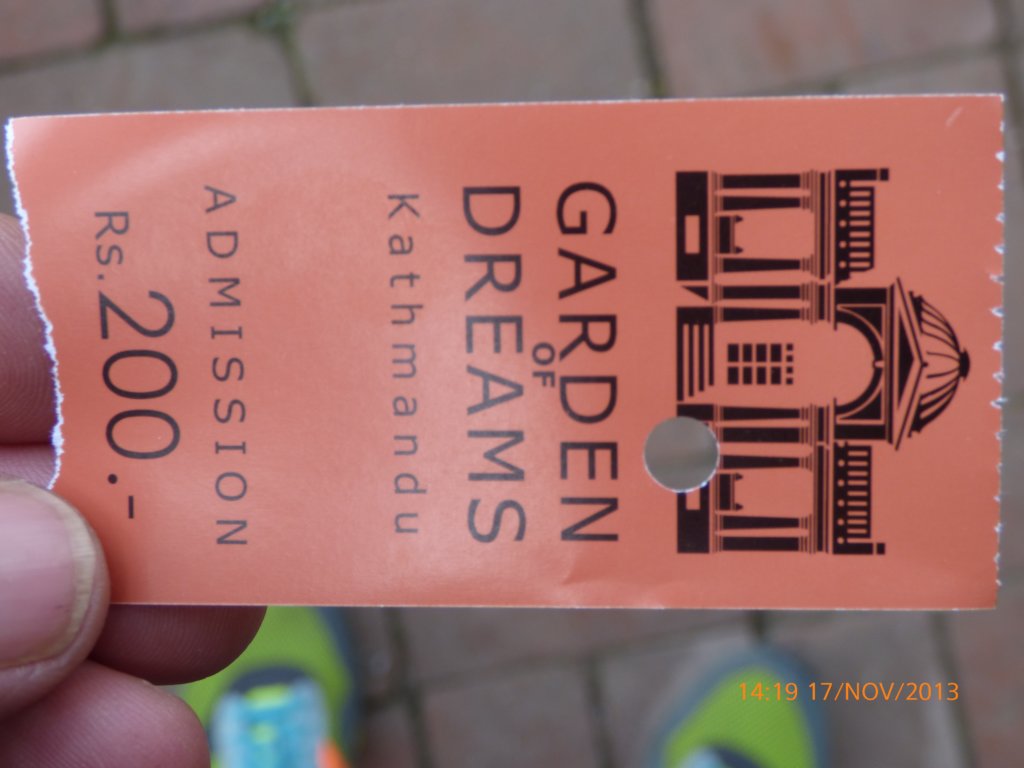 GARDEN
OF
DREAMS
Kathmandu
ADMISSION
Rs.200.-
14:19 17/NOV/2013